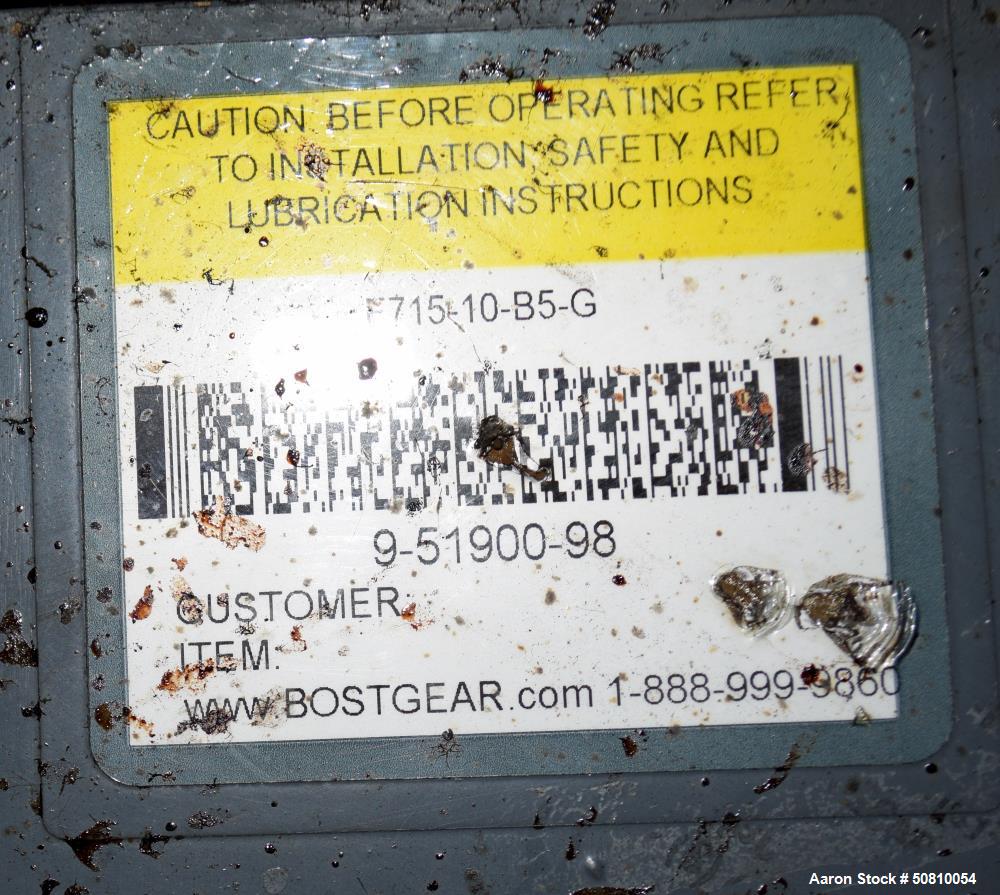 CAUTION BEFORE OPERATING REFER
TO INSTALLATION, SAFETY AND
LUBRICATION INSTRUCTIONS
F715-10-B5-G
9-51900-98
CUSTOMER:
ITEM:
www.BOSTGEAR.com 1-888-999-9860
Aaron Stock # 50810054